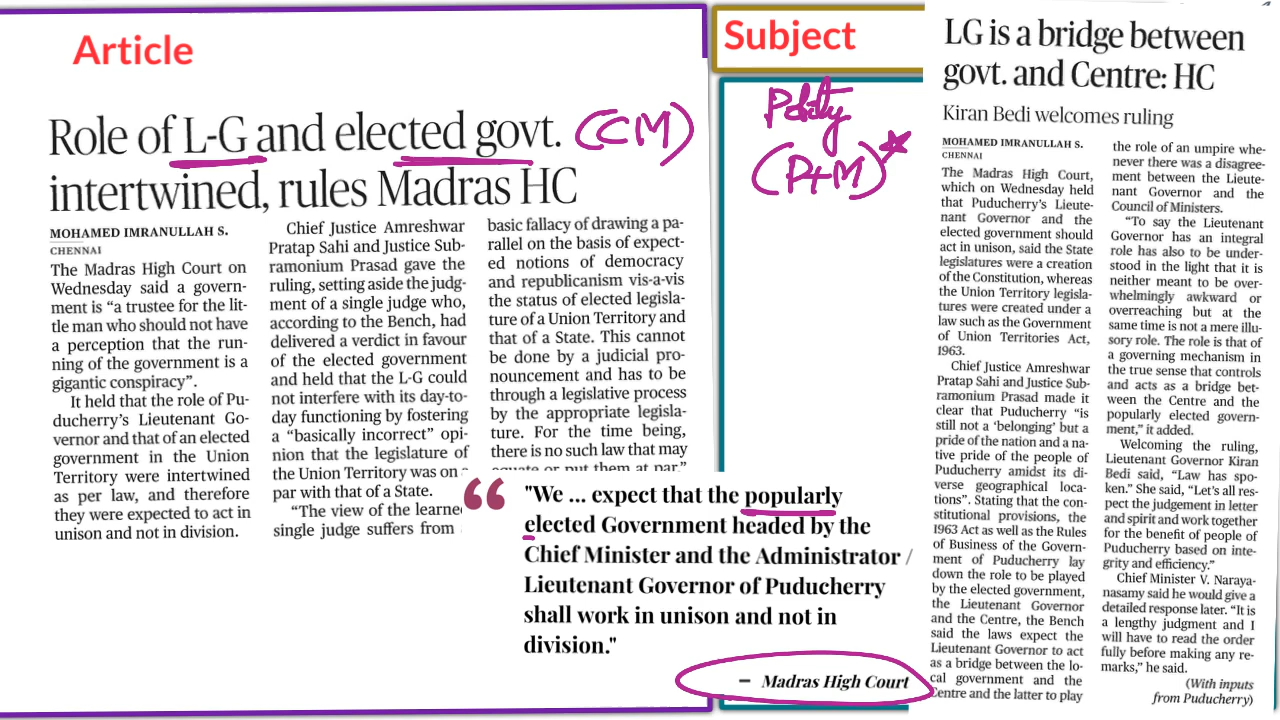 Article
Role of L-G and elected govt. (CM)
intertwined, rules Madras HC
MOHAMED IMRANULLAH S.
CHENNAI
The Madras High Court on
Wednesday said a govern-
ment is “a trustee for the lit-
tle man who should not have
a perception that the run-
ning of the government is a
gigantic conspiracy”.
It held that the role of Pu-
ducherry’s Lieutenant Go-
vernor and that of an elected
government in the Union
Territory were intertwined
as per law, and therefore
they were expected to act in
unison and not in division.
Chief Justice Amreshwar
Pratap Sahi and Justice Sub-
ramonium Prasad gave the
ruling, setting aside the judg-
ment of a single judge who,
according to the Bench, had
delivered a verdict in favour
of the elected government
and held that the L-G could
not interfere with its day-to-
day functioning by fostering
a “basically incorrect” opi-
nion that the legislature of
the Union Territory was on
par with that of a State.
“The view of the learned
single judge suffers from
basic fallacy of drawing a pa-
rallel on the basis of expect-
ed notions of democracy
and republicanism vis-a-vis
the status of elected legisla-
ture of a Union Territory and
that of a State. This cannot
be done by a judicial pro-
nouncement and has to be
through a legislative process
by the appropriate legisla-
ture. For the time being,
there is no such law that may
equate or put them at par.”
“
"We ... expect that the popularly
elected Government headed by the
Chief Minister and the Administrator /
Lieutenant Governor of Puducherry
shall work in unison and not in
division."
– Madras High Court
Subject
Polity
(P+M)
LG is a bridge between
govt. and Centre: HC
Kiran Bedi welcomes ruling
MOHAMED IMRANULLAH S.
CHENNAI
The Madras High Court,
which on Wednesday held
that Puducherry’s Lieute-
nant Governor and the
elected government should
act in unison, said the State
legislatures were a creation
of the Constitution, whereas
the Union Territory legisla-
tures were created under a
law such as the Government
of Union Territories Act,
1963.
Chief Justice Amreshwar
Pratap Sahi and Justice Sub-
ramonium Prasad made it
clear that Puducherry “is
still not a ‘belonging’ but a
pride of the nation and a na-
tive pride of the people of
Puducherry amidst its di-
verse geographical loca-
tions”. Stating that the con-
stitutional provisions, the
1963 Act as well as the Rules
of Business of the Govern-
ment of Puducherry lay
down the role to be played
by the elected government,
the Lieutenant Governor
and the Centre, the Bench
said the laws expect the
Lieutenant Governor to act
as a bridge between the lo-
cal government and the
Centre and the latter to play
the role of an umpire whe-
never there was a disagree-
ment between the Lieute-
nant Governor and the
Council of Ministers.
“To say the Lieutenant
Governor has an integral
role has also to be under-
stood in the light that it is
neither meant to be over-
whelmingly awkward or
overreaching but at the
same time is not a mere illu-
sory role. The role is that of
a governing mechanism in
the true sense that controls
and acts as a bridge bet-
ween the Centre and the
popularly elected govern-
ment,” it added.
Welcoming the ruling,
Lieutenant Governor Kiran
Bedi said, “Law has spo-
ken.” She said, “Let’s all res-
pect the judgement in letter
and spirit and work together
for the benefit of people of
Puducherry based on inte-
grity and efficiency.”
Chief Minister V. Naraya-
nasamy said he would give a
detailed response later. “It is
a lengthy judgment and I
will have to read the order
fully before making any re-
marks,” he said.
(With inputs
from Puducherry)